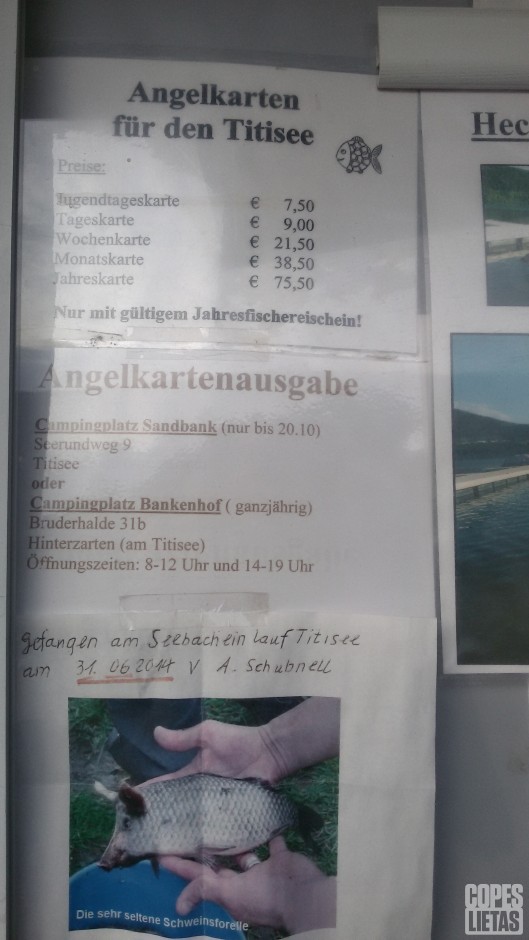 Angelkarten
für den Titisee
Preise:
Jugendtageskarte € 7,50
Tageskarte € 9,00
Wochenkarte € 21,50
Monatskarte € 38,50
Jahreskarte € 75,50
Nur mit gültigem Jahresfischereischein!
Angelkartenausgabe
Campingplatz Sandbank (nur bis 20.10)
Seerundweg 9
Titisee
oder
Campingplatz Bankenhof ( ganzjährig)
Bruderhalde 31b
Hinterzarten (am Titisee)
Öffnungszeiten: 8-12 Uhr und 14-19 Uhr
gefangen am Seebacheinlauf Titisee
am 31. 06 2014 V A. Schubnell
Die sehr seltene Schweinsforelle
Hec
COPES
LIETAS